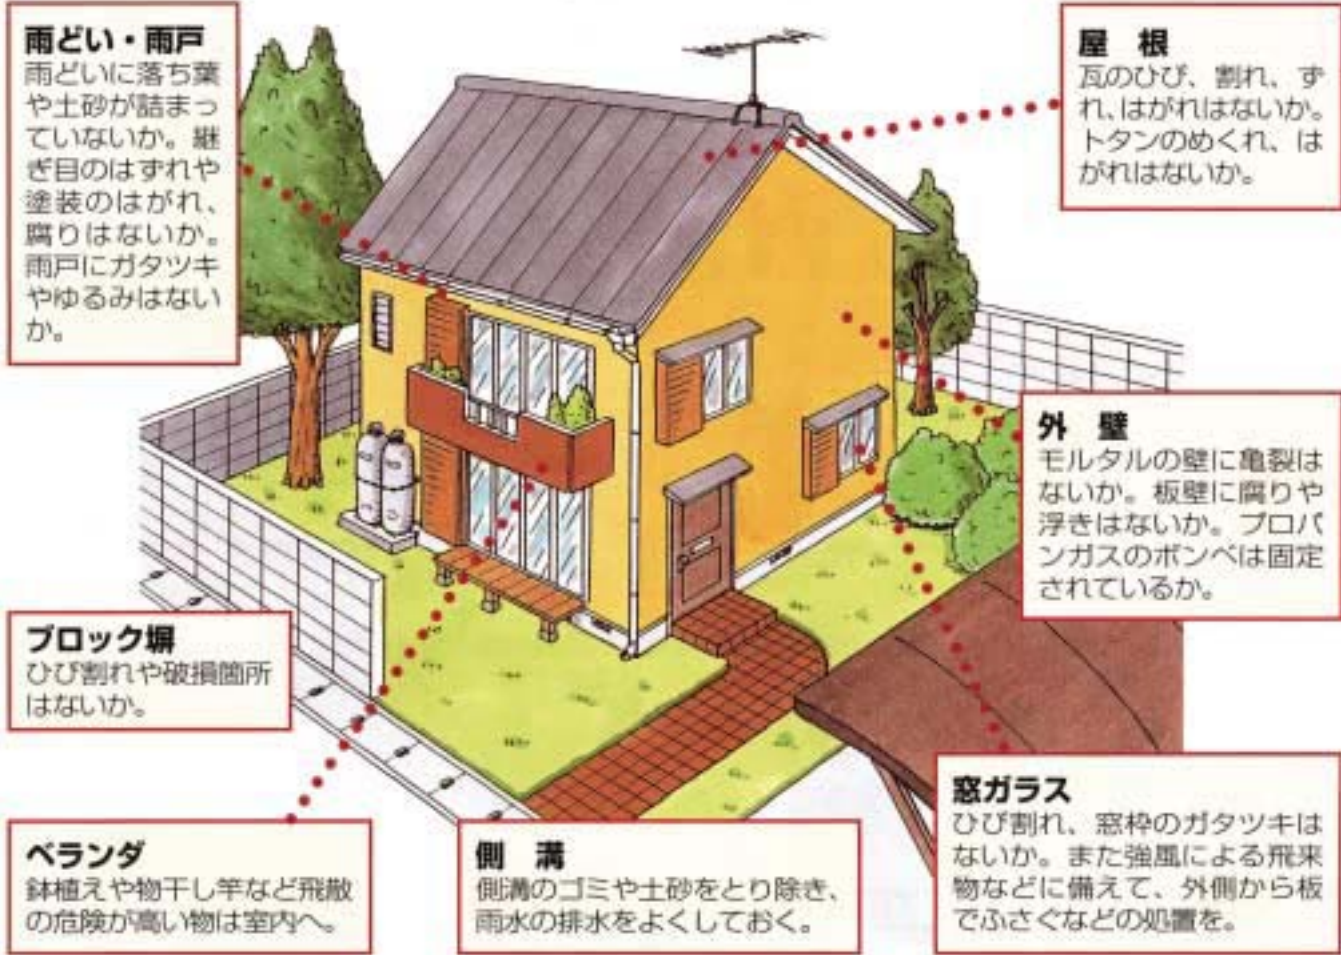 雨どい・雨戸
雨どいに落ち葉
や土砂が詰まっ
ていないか。継
ぎ目のはずれや
塗装のはがれ、
腐りはないか。
雨戸にガタツキ
やゆるみはない
か。
屋 根
瓦のひび、割れ、ず
れ、はがれはないか。
トタンのめくれ、は
がれはないか。
外 壁
モルタルの壁に亀裂は
ないか。板壁に腐りや
浮きはないか。プロパ
ンガスのボンベは固定
されているか。
ブロック塀
ひび割れや破損箇所
はないか。
ベランダ
鉢植えや物干し竿など飛散
の危険が高い物は室内へ。
側 溝
側溝のゴミや土砂をとり除き、
雨水の排水をよくしておく。
窓ガラス
ひび割れ、窓枠のガタツキは
ないか。また強風による飛来
物などに備えて、外側から板
でふさぐなどの処置を。